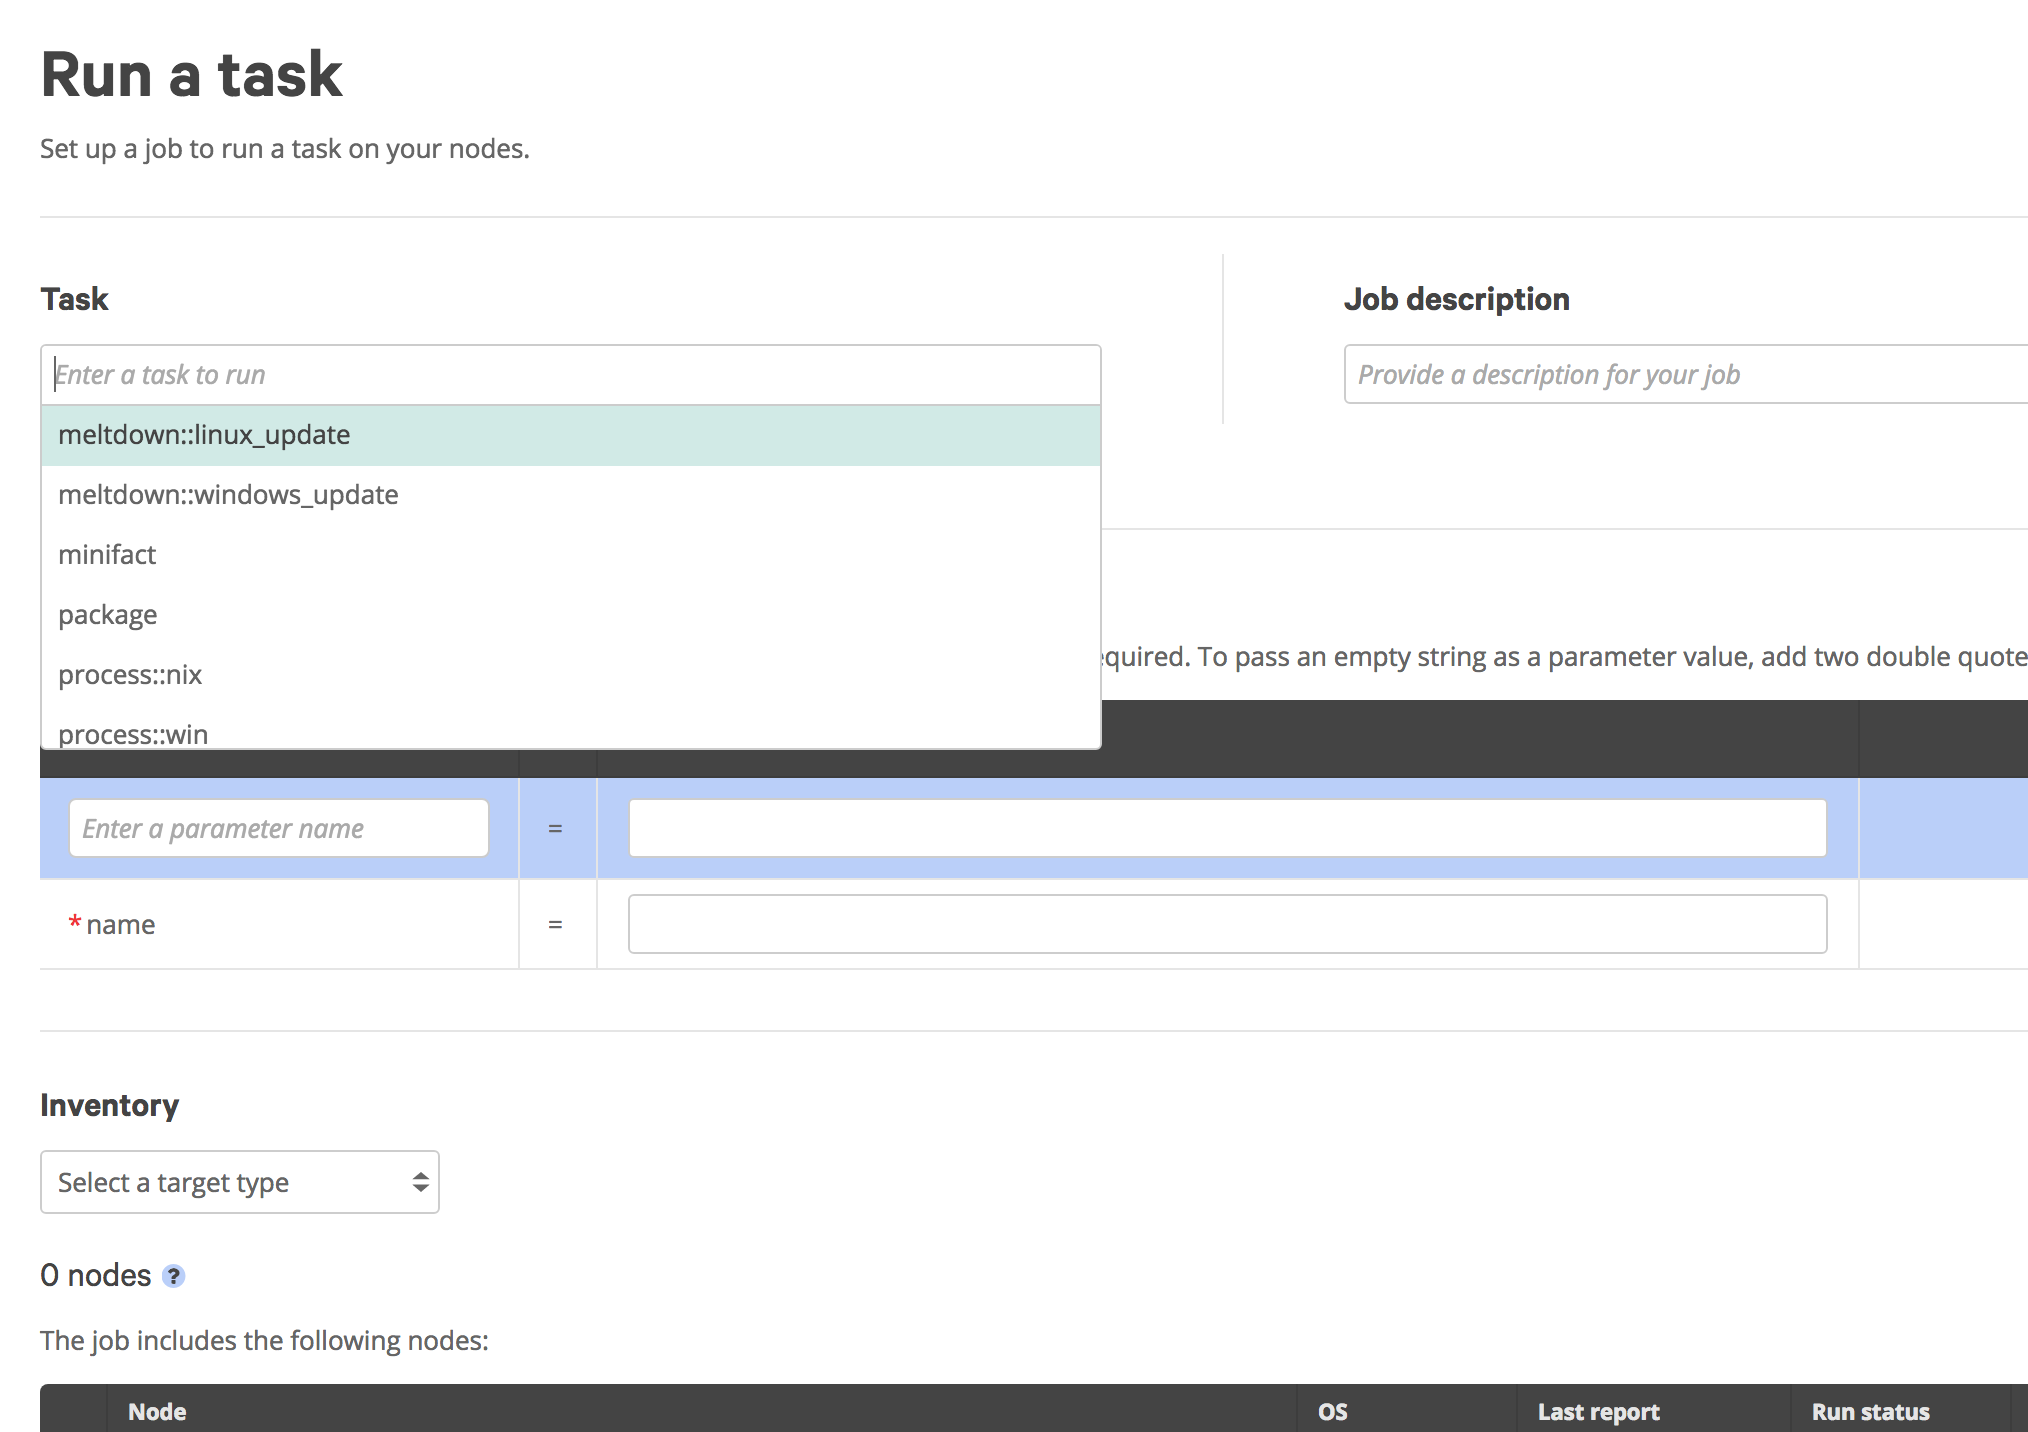 Run a task
Set up a job to run a task on your nodes.
Task
Job description
Enter a task to run
Provide a description for your job
meltdown::linux_update
meltdown::windows_update
minifact
package
process::nix
process::win
equired. To pass an empty string as a parameter value, add two double quote
Enter a parameter name
=
* name
=
Inventory
Select a target type
0 nodes ?
The job includes the following nodes:
Node
OS
Last report
Run status